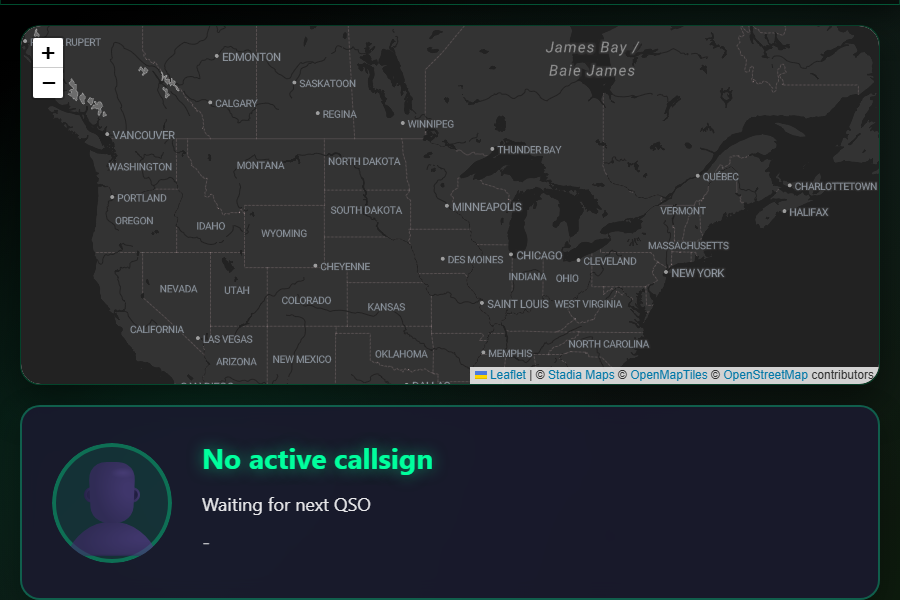 James Bay /
Baie James
RUPERT
EDMONTON
SASKATOON
CALGARY
REGINA
WINNIPEG
VANCOUVER
THUNDER BAY
WASHINGTON
MONTANA
NORTH DAKOTA
QUÉBEC
CHARLOTTETOWN
PORTLAND
MINNEAPOLIS
SOUTH DAKOTA
VERMONT
HALIFAX
OREGON
IDAHO
WYOMING
MASSACHUSETTS
DES MOINES
CHICAGO
CLEVELAND
CHEYENNE
NEW YORK
INDIANA
OHIO
NEVADA
UTAH
COLORADO
KANSAS
SAINT LOUIS
WEST VIRGINIA
CALIFORNIA
LAS VEGAS
NORTH CAROLINA
ARIZONA
NEW MEXICO
OKLAHOMA
MEMPHIS
+
−
Leaflet | © Stadia Maps © OpenMapTiles © OpenStreetMap contributors
No active callsign
Waiting for next QSO
-